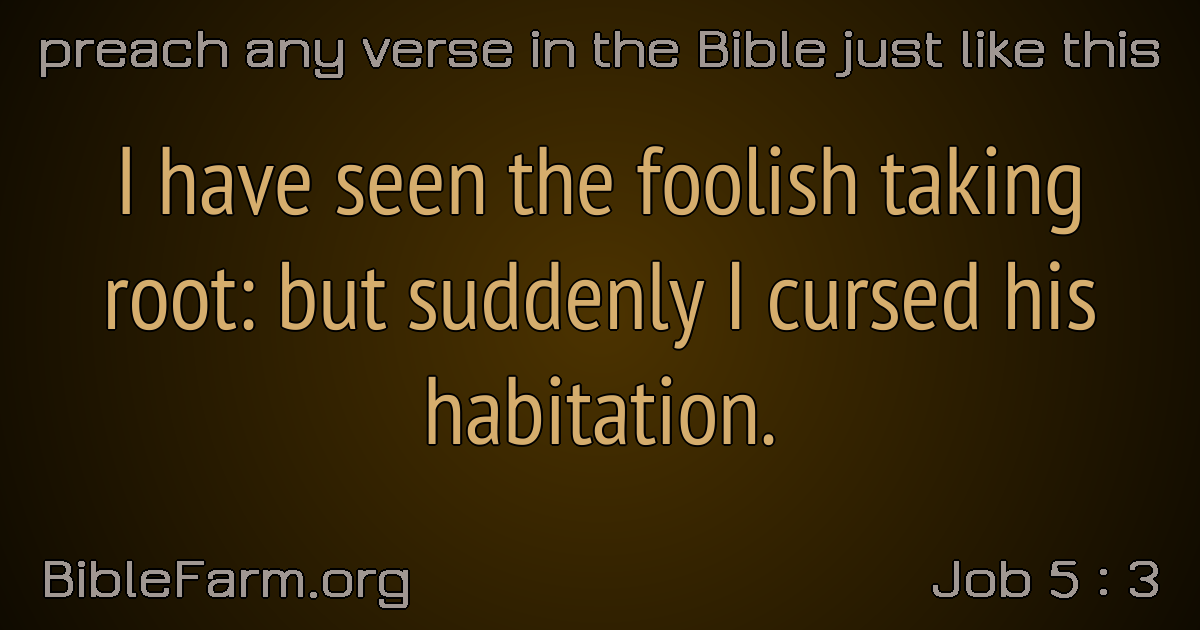 preach any verse in the Bible just like this
I have seen the foolish taking
root: but suddenly I cursed his
habitation.
BibleFarm.org
Job 5 : 3